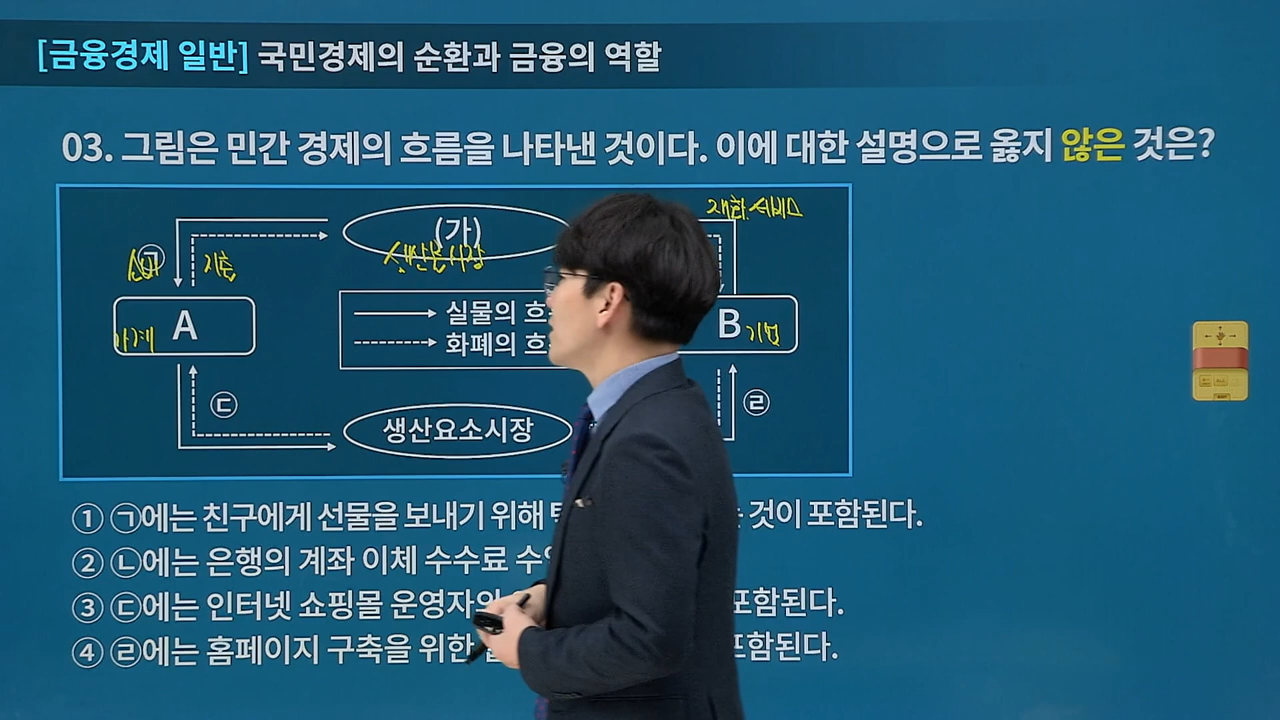 [금융경제 일반] 국민경제의 순환과 금융의 역할
03. 그림은 민간 경제의 흐름을 나타낸 것이다. 이에 대한 설명으로 옳지 않은 것은?
(가)
생산물시장
재화.서비스
㉠
소비
지출
A
가계
실물의
화폐의
B
기업
㉢
생산요소시장
㉣
① ㉠에는 친구에게 선물을 보내기 위해 것이 포함된다.
② ㉡에는 은행의 계좌 이체 수수료
③ ㉢에는 인터넷 쇼핑몰 운영자의 포함된다.
④ ㉣에는 홈페이지 구축을 위한 포함된다.